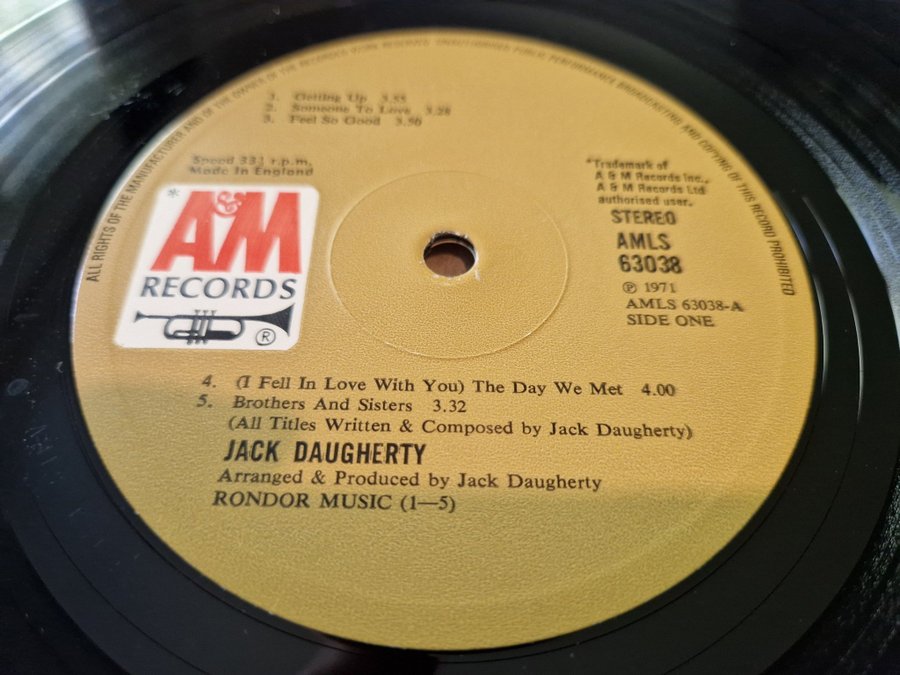 ALL RIGHTS OF THE MANUFACTURER AND OF THE OWNER OF THE RECORDED WORK RESERVED. UNAUTHORISED PUBLIC PERFORMANCE BROADCASTING AND COPYING OF THIS RECORD PROHIBITED
1. Getting Up 3.55
2. Someone To Love 3.28
3. Feel So Good 3.50
Speed 33⅓ r.p.m.
Made In England
*Trademark of
A & M Records Inc.,
A & M Records Ltd
authorised user.
STEREO
AMLS
63038
℗ 1971
AMLS 63038-A
SIDE ONE
* A&M
RECORDS
®
4. (I Fell In Love With You) The Day We Met 4.00
5. Brothers And Sisters 3.32
(All Titles Written & Composed by Jack Daugherty)
JACK DAUGHERTY
Arranged & Produced by Jack Daugherty
RONDOR MUSIC (1—5)